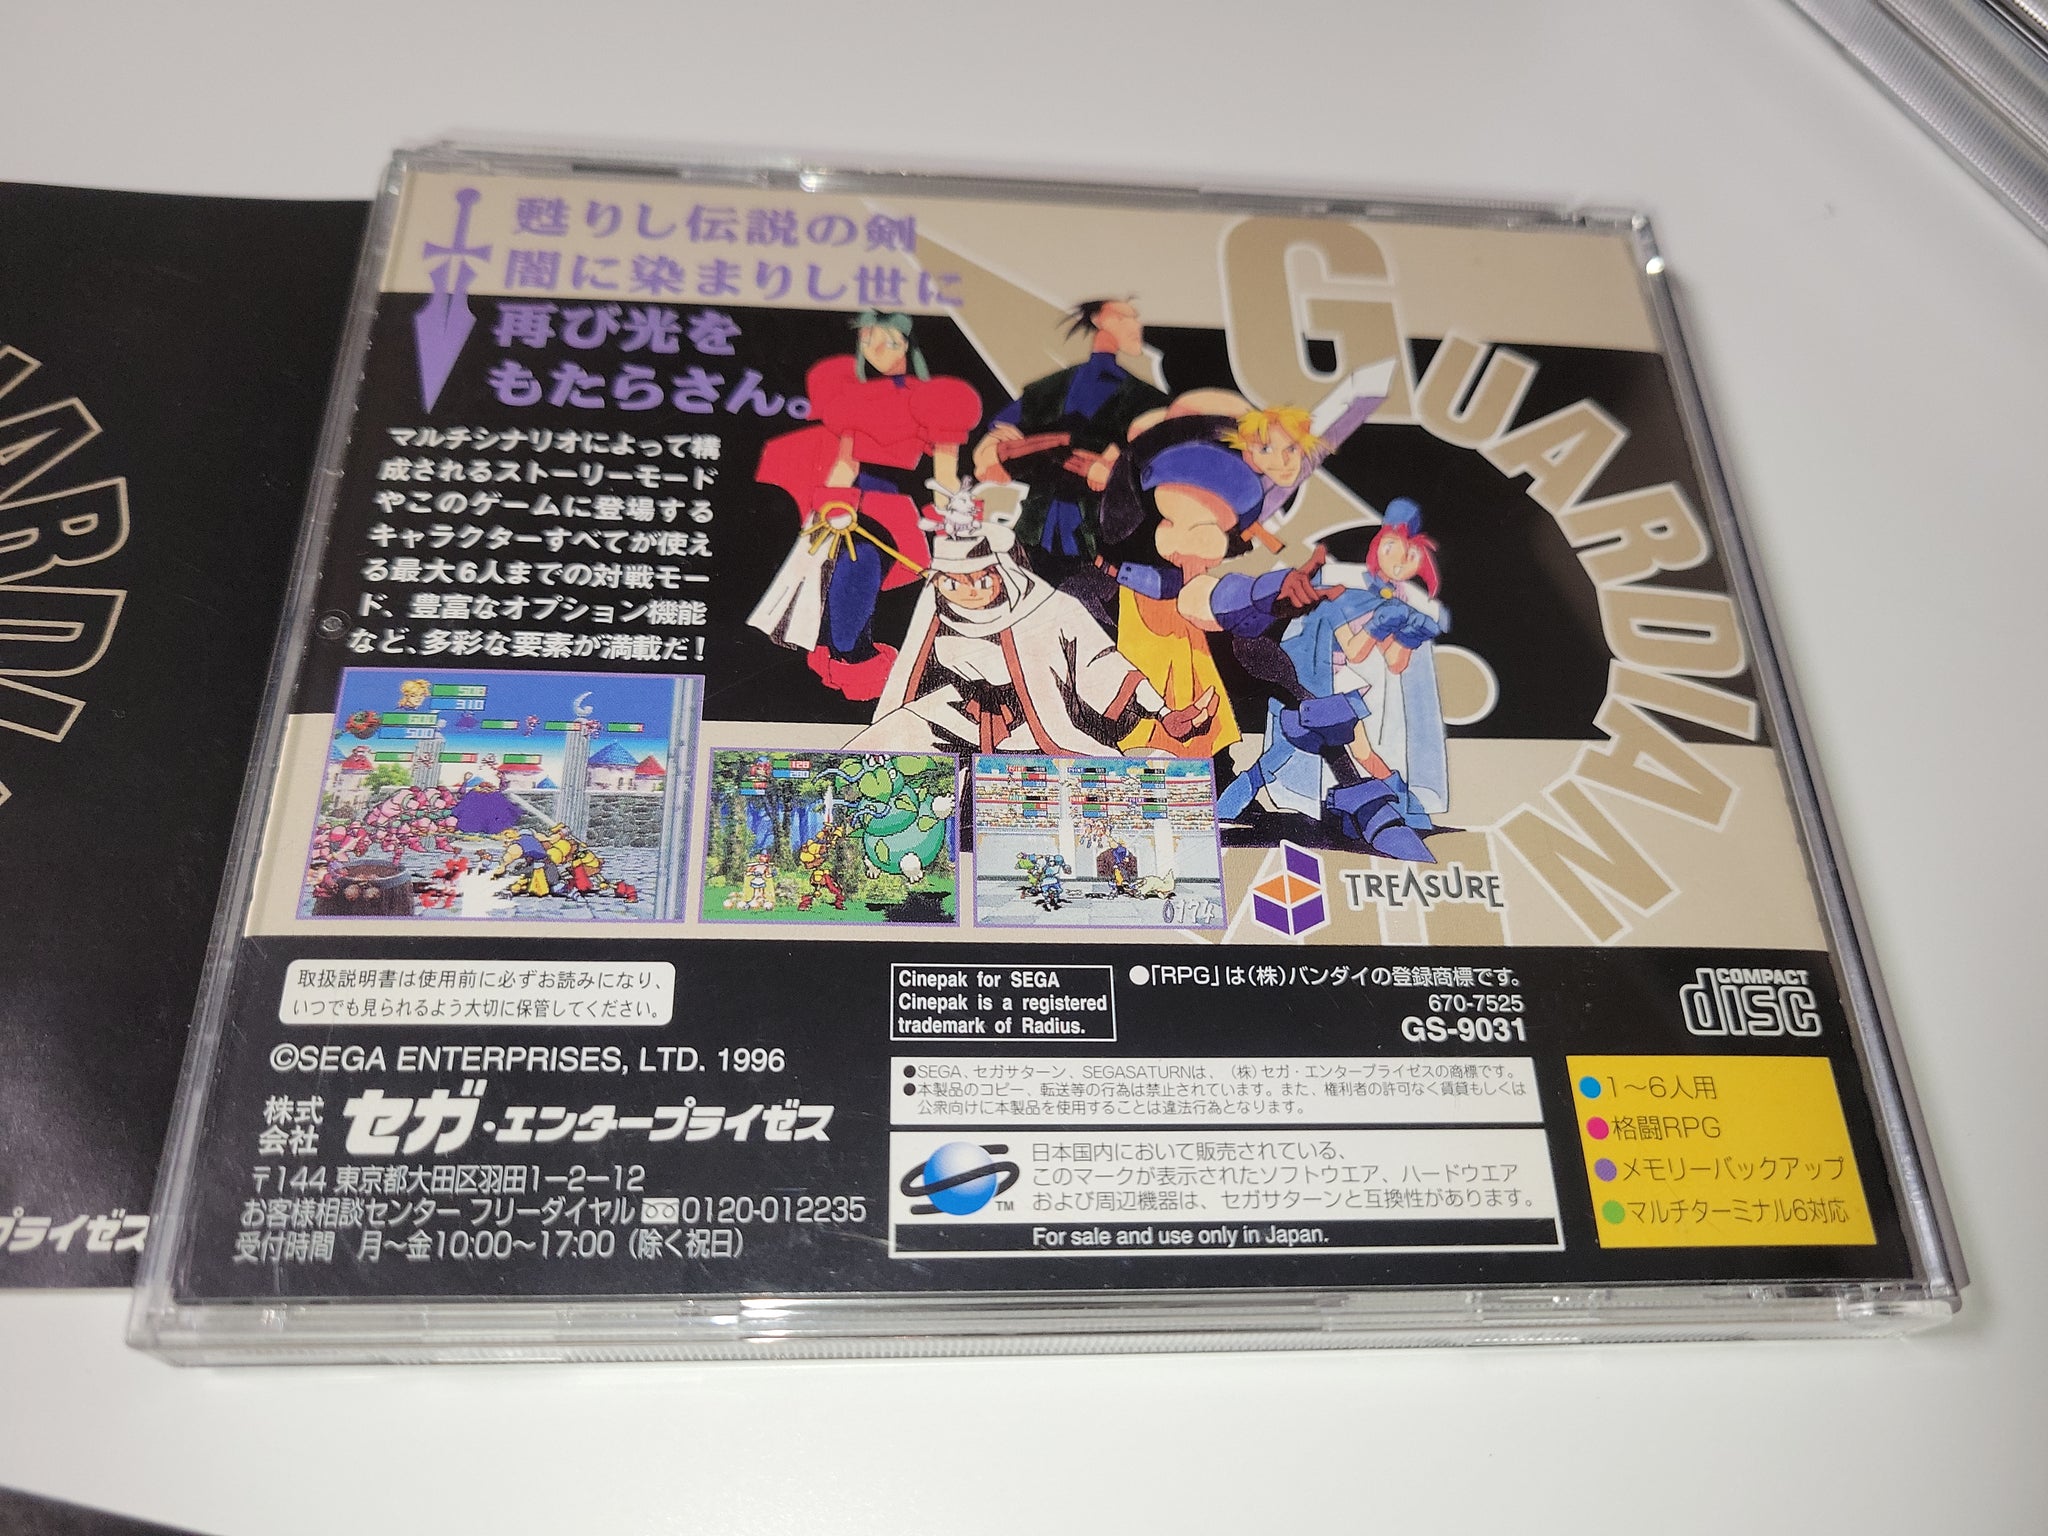 甦りし伝説の剣
闇に染まりし世に
再び光を
もたらさん。
マルチシナリオによって構
成されるストーリーモード
やこのゲームに登場する
キャラクターすべてが使え
る最大6人までの対戦モー
ド、豊富なオプション機能
など、多彩な要素が満載だ!
GUARDIAN
TREASURE
0174
取扱説明書は使用前に必ずお読みになり、
いつでも見られるよう大切に保管してください。
©SEGA ENTERPRISES, LTD. 1996
株式会社 セガ・エンタープライゼス
〒144 東京都大田区羽田1-2-12
お客様相談センター フリーダイヤル 0120-012235
受付時間 月~金10:00~17:00 (除く祝日)
Cinepak for SEGA
Cinepak is a registered
trademark of Radius.
●「RPG」は(株)バンダイの登録商標です。
670-7525
GS-9031
COMPACT
disc
●SEGA、セガサターン、SEGASATURNは、(株)セガ・エンタープライゼスの商標です。
●本製品のコピー、転送等の行為は禁止されています。また、権利者の許可なく賃貸もしくは
公衆向けに本製品を使用することは違法行為となります。
日本国内において販売されている、
このマークが表示されたソフトウエア、ハードウエア
および周辺機器は、セガサターンと互換性があります。
TM
For sale and use only in Japan.
●1~6人用
●格闘RPG
●メモリーバックアップ
●マルチターミナル6対応
プライゼス